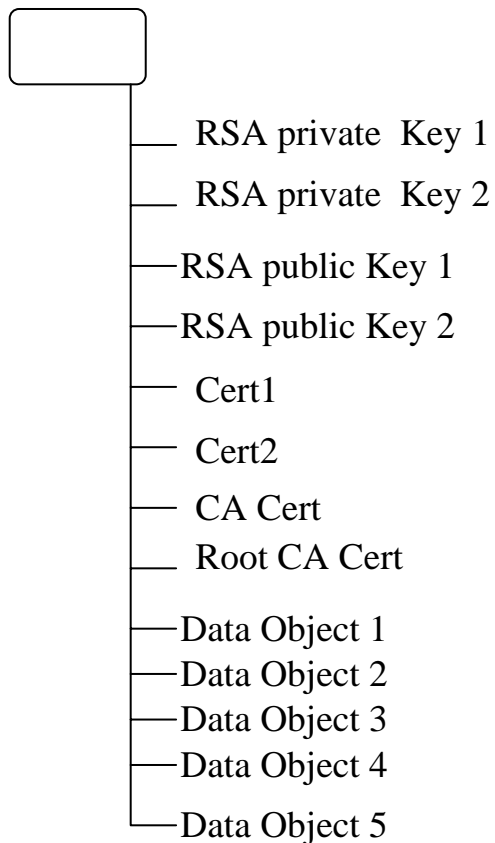 RSA private Key 1
RSA private Key 2
RSA public Key 1
RSA public Key 2
Cert1
Cert2
CA Cert
Root CA Cert
Data Object 1
Data Object 2
Data Object 3
Data Object 4
Data Object 5